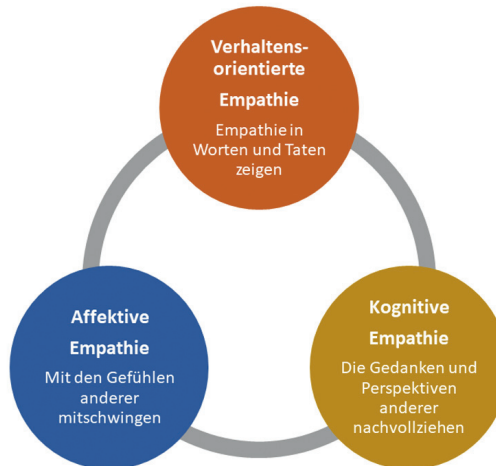 Verhaltens-
orientierte
Empathie
Empathie in
Worten und Taten
zeigen
Affektive
Empathie
Mit den Gefühlen
anderer
mitschwingen
Kognitive
Empathie
Die Gedanken und
Perspektiven
anderer
nachvollziehen